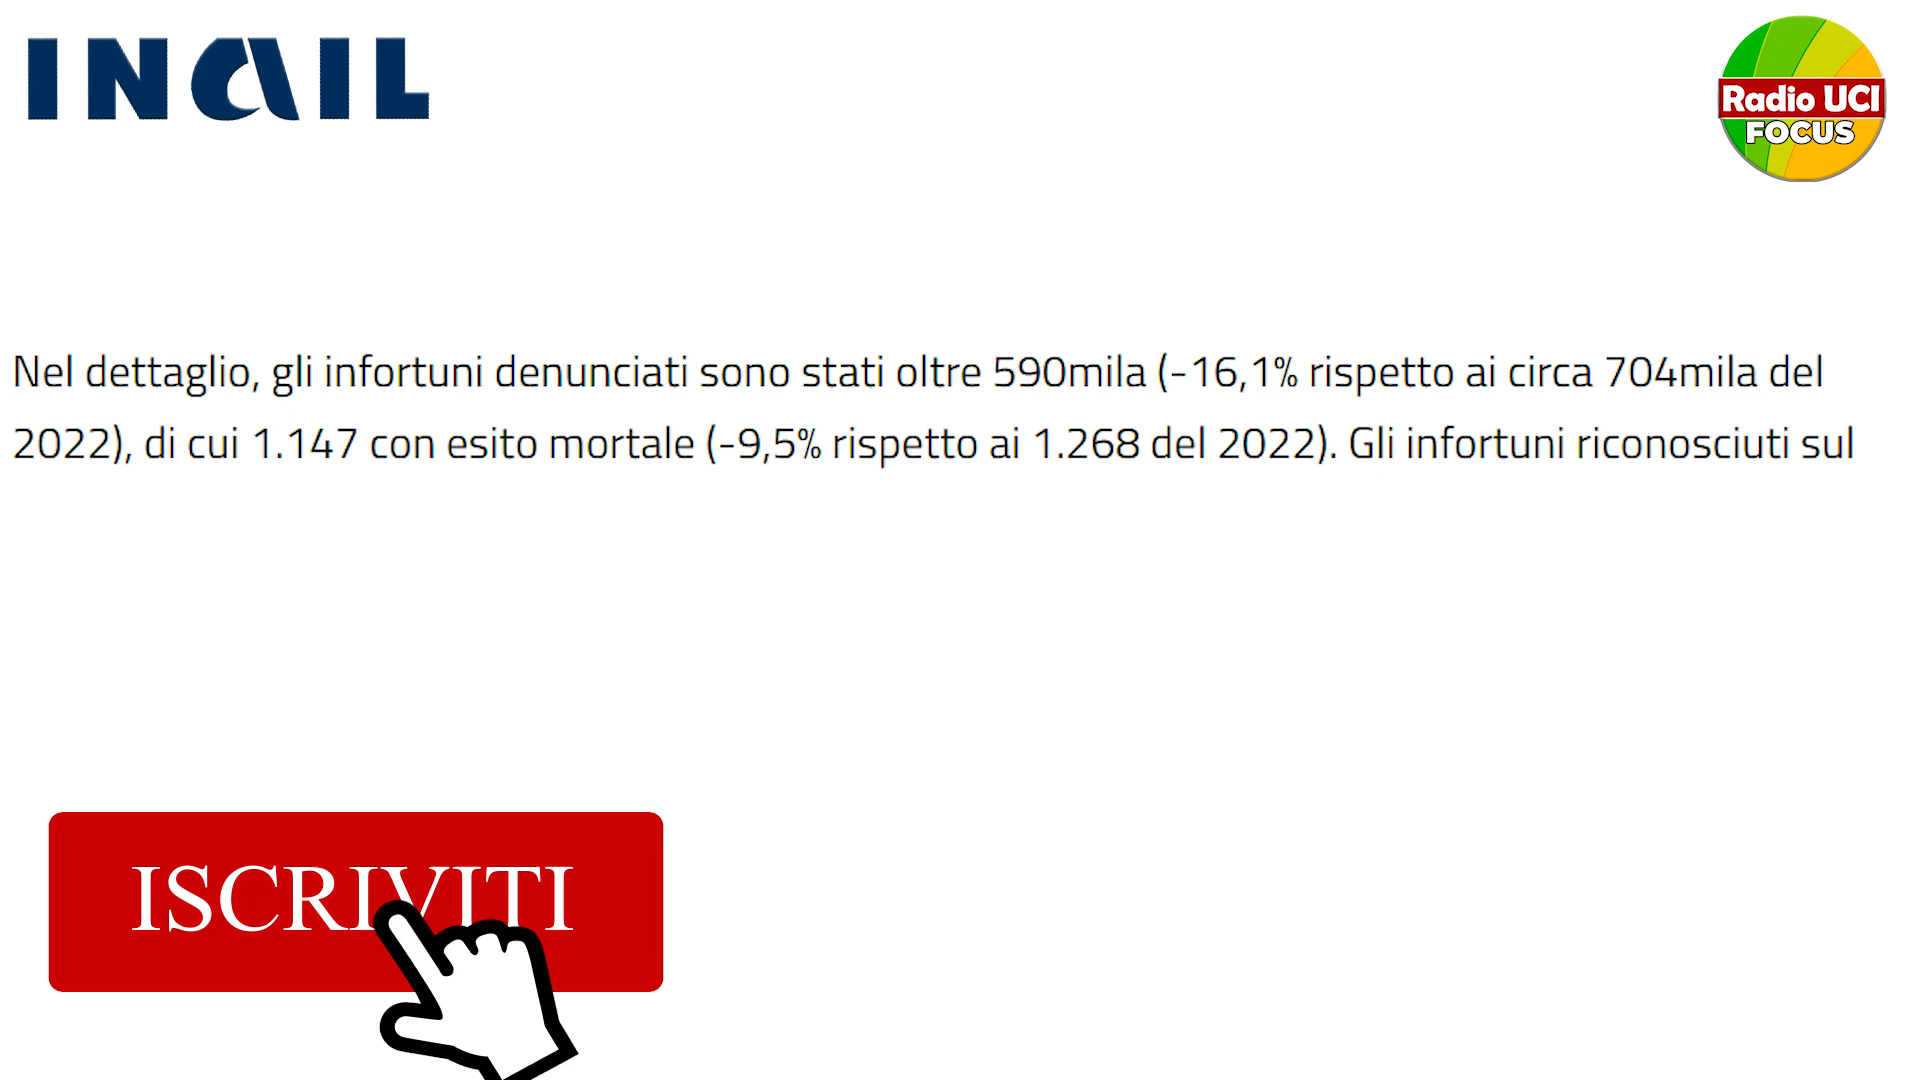 INAIL
Radio UCI
FOCUS
Nel dettaglio, gli infortuni denunciati sono stati oltre 590mila (-16,1% rispetto ai circa 704mila del
2022), di cui 1.147 con esito mortale (-9,5% rispetto ai 1.268 del 2022). Gli infortuni riconosciuti sul
ISCRIVITI